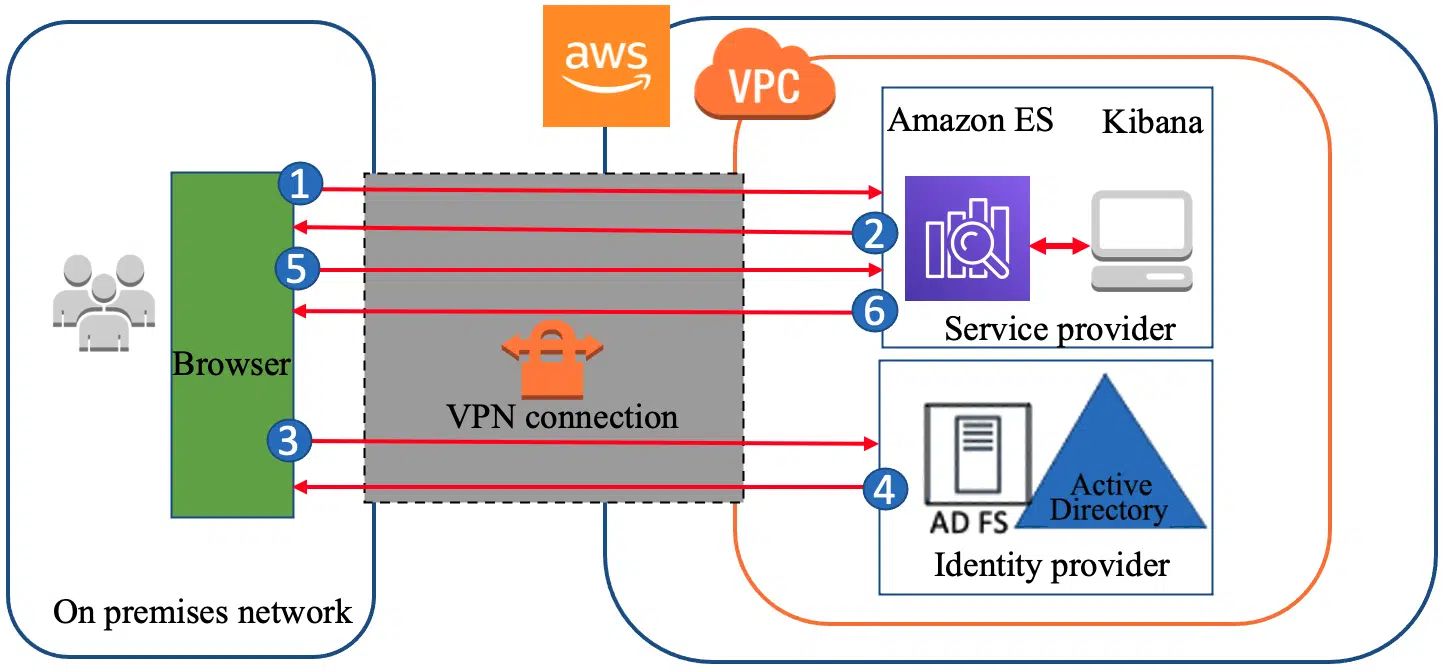 aws
VPC
Amazon ES
Kibana
1
2
5
6
Service provider
Browser
VPN connection
3
4
Active
Directory
AD FS
Identity provider
On premises network